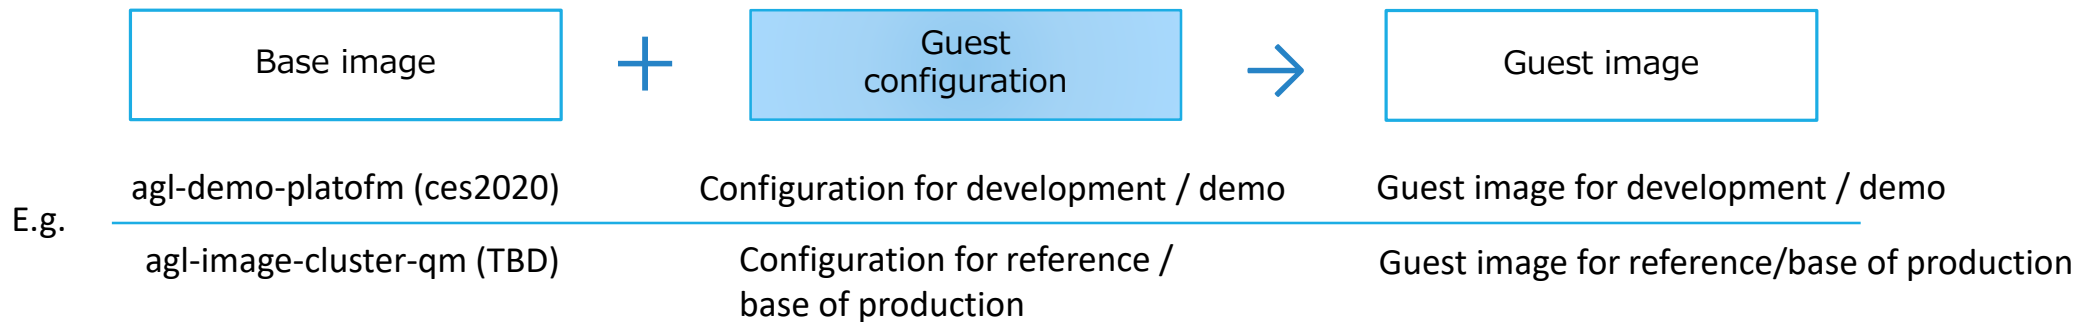 Base image
+
Guest
configuration
→
Guest image
E.g.
agl-demo-platofm (ces2020)
Configuration for development / demo
Guest image for development / demo
agl-image-cluster-qm (TBD)
Configuration for reference /
base of production
Guest image for reference/base of production